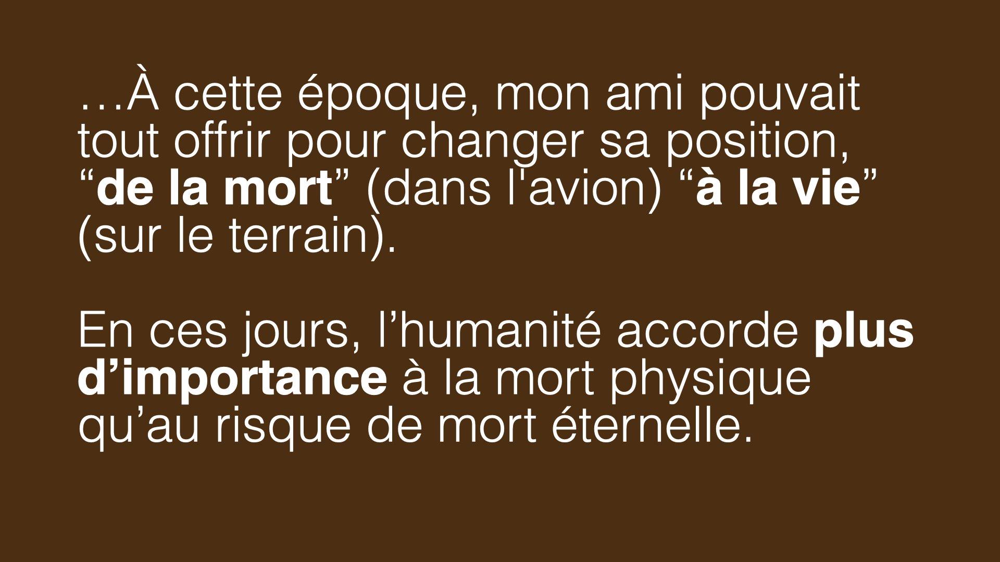 …À cette époque, mon ami pouvait
tout offrir pour changer sa position,
“de la mort” (dans l'avion) “à la vie”
(sur le terrain).
En ces jours, l’humanité accorde plus
d’importance à la mort physique
qu’au risque de mort éternelle.